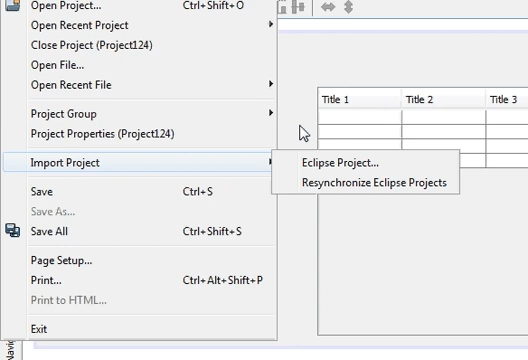 Open Project... Ctrl+Shift+O
Open Recent Project
Close Project (Project124)
Open File...
Open Recent File
Project Group
Project Properties (Project124)
Import Project
Eclipse Project...
Resynchronize Eclipse Projects
Save Ctrl+S
Save As...
Save All Ctrl+Shift+S
Page Setup...
Print... Ctrl+Alt+Shift+P
Print to HTML...
Exit
Title 1 Title 2 Title 3